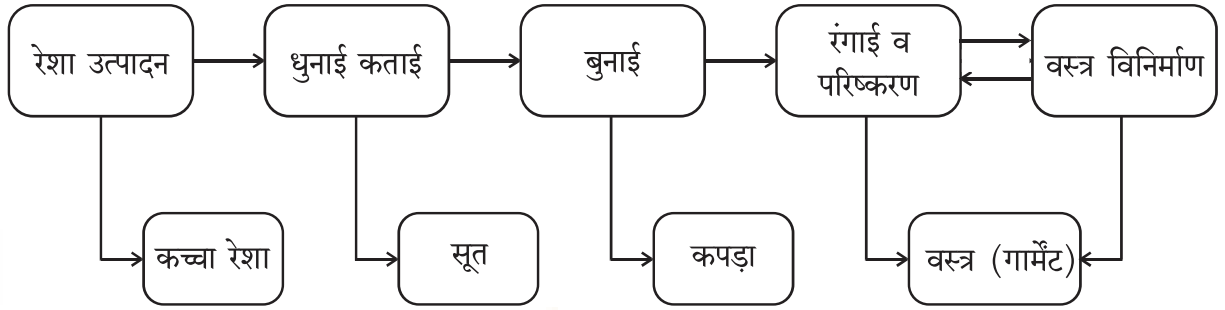 रेशा उत्पादन
धुनाई कताई
बुनाई
रंगाई व
परिष्करण
वस्त्र विनिर्माण
कच्चा रेशा
सूत
कपड़ा
वस्त्र (गार्मेंट)